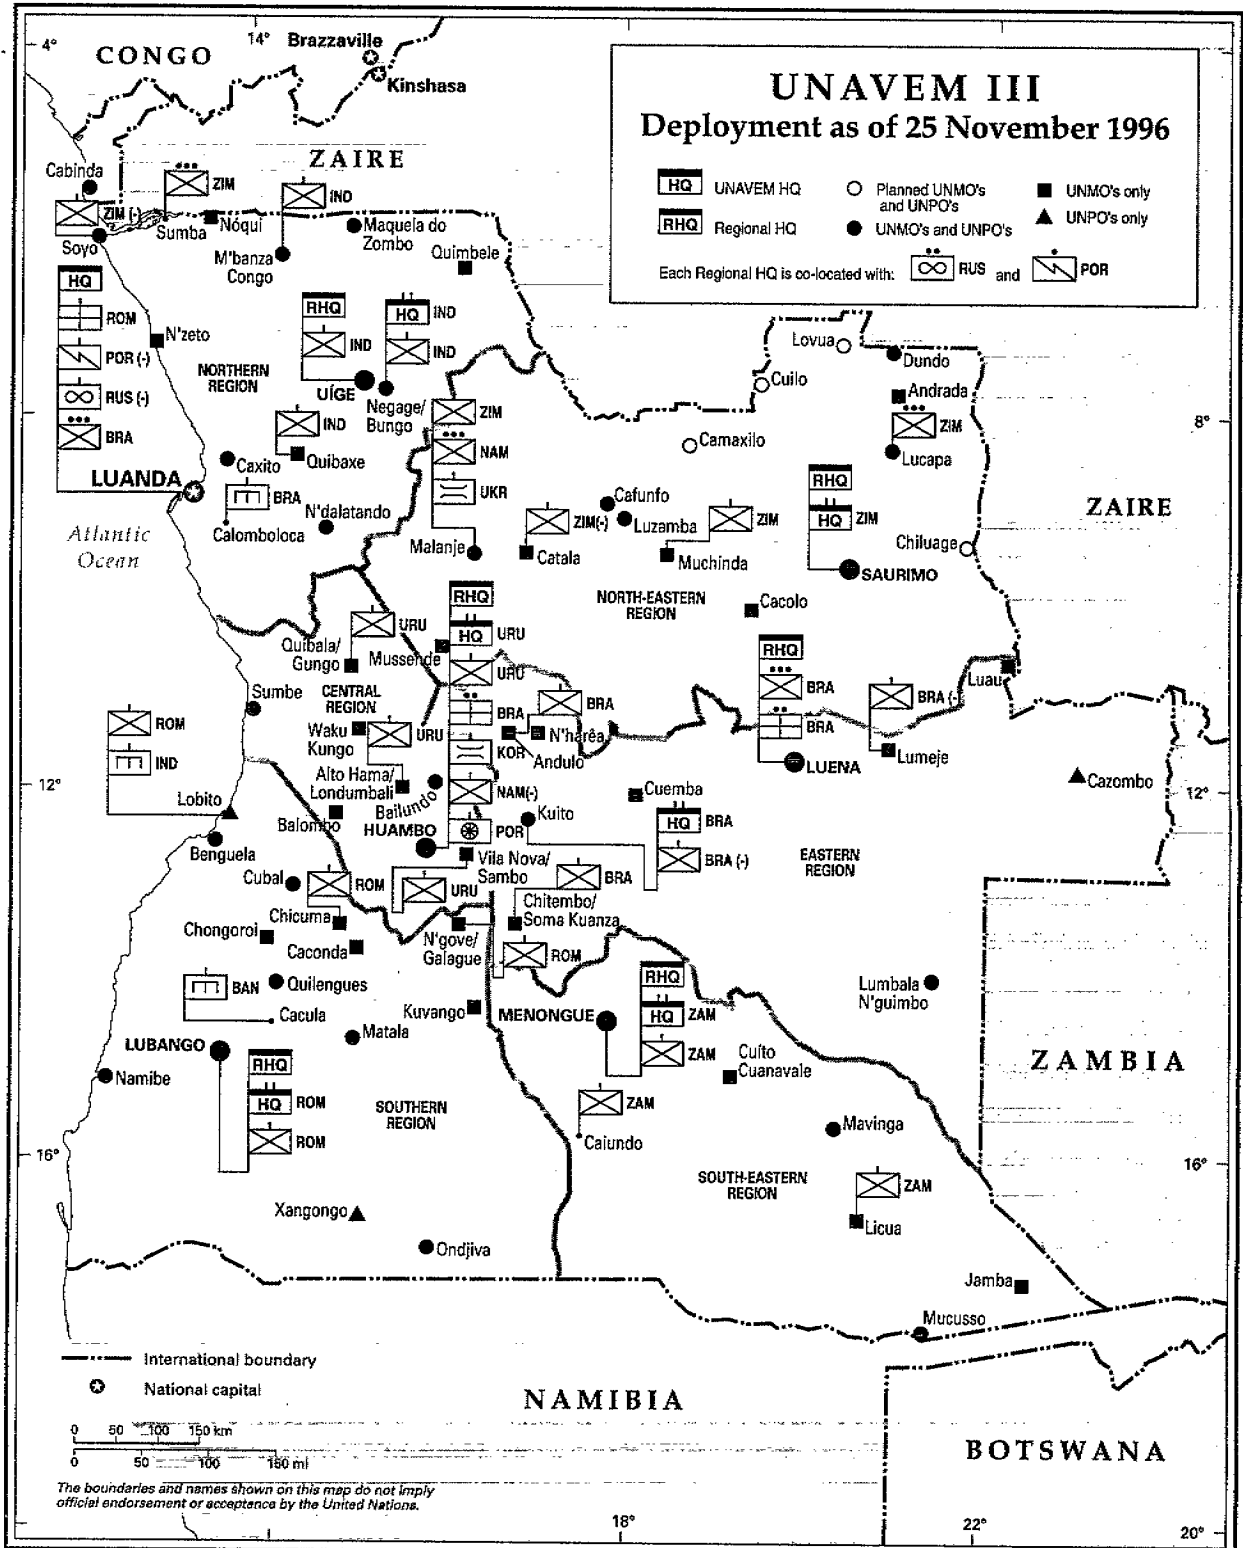 4°
14°
CONGO
Brazzaville
Kinshasa
UNAVEM III
Deployment as of 25 November 1996
HQ UNAVEM HQ
RHQ Regional HQ
Planned UNMO's
and UNPO's
UNMO's and UNPO's
UNMO's only
UNPO's only
Each Regional HQ is co-located with: RUS and POR
ZAIRE
Cabinda
ZIM
IND
ZIM (-)
Soyo
Sumba
Nóqui
M'banza
Congo
Maquela do
Zombo
Quimbele
HQ
ROM
POR (-)
RUS (-)
BRA
N'zeto
NORTHERN
REGION
RHQ
IND
UÍGE
HQ IND
IND
Negage/
Bungo
Lovua
Dundo
Cuilo
Andrada
ZIM
Lucapa
8°
Camaxilo
IND
Quibaxe
Caxito
LUANDA
BRA
Calomboloca
N'dalatando
ZIM
NAM
UKR
Malanje
Atlantic
Ocean
ZIM(-)
Catala
Cafunfo
Luzamba
ZIM
Muchinda
RHQ
HQ ZIM
SAURIMO
Chiluage
ZAIRE
NORTH-EASTERN
REGION
Cacolo
URU
Quibala/
Gungo
Mussende
RHQ
HQ URU
URU
BRA
KOR
NAM(-)
POR
HUAMBO
CENTRAL
REGION
Sumbe
Waku
Kungo
URU
Alto Hama/
Londumbali
Bailundo
Balombo
BRA
N'harêa
Andulo
RHQ
BRA
BRA
LUENA
BRA (-)
Lumeje
Luau
Cazombo
ROM
IND
Lobito
12°
12°
Benguela
Cuemba
Kuito
HQ BRA
BRA (-)
EASTERN
REGION
Vila Nova/
Sambo
Cubal
ROM
URU
BRA
Chitembo/
Soma Kuanza
Chicuma
Chongoroi
Caconda
N'gove/
Galague
ROM
BAN
Quilengues
Cacula
Kuvango
Matala
LUBANGO
Namibe
RHQ
HQ ROM
ROM
SOUTHERN
REGION
MENONGUE
RHQ
HQ ZAM
ZAM
Cuíto
Cuanavale
Lumbala
N'guimbo
ZAMBIA
ZAM
Caiundo
Mavinga
16°
16°
SOUTH-EASTERN
REGION
ZAM
Licua
Xangongo
Ondjiva
Jamba
Mucusso
International boundary
National capital
NAMIBIA
BOTSWANA
0 50 100 150 km
0 50 100 150 mi
The boundaries and names shown on this map do not imply
official endorsement or acceptance by the United Nations.
18°
22°
20°